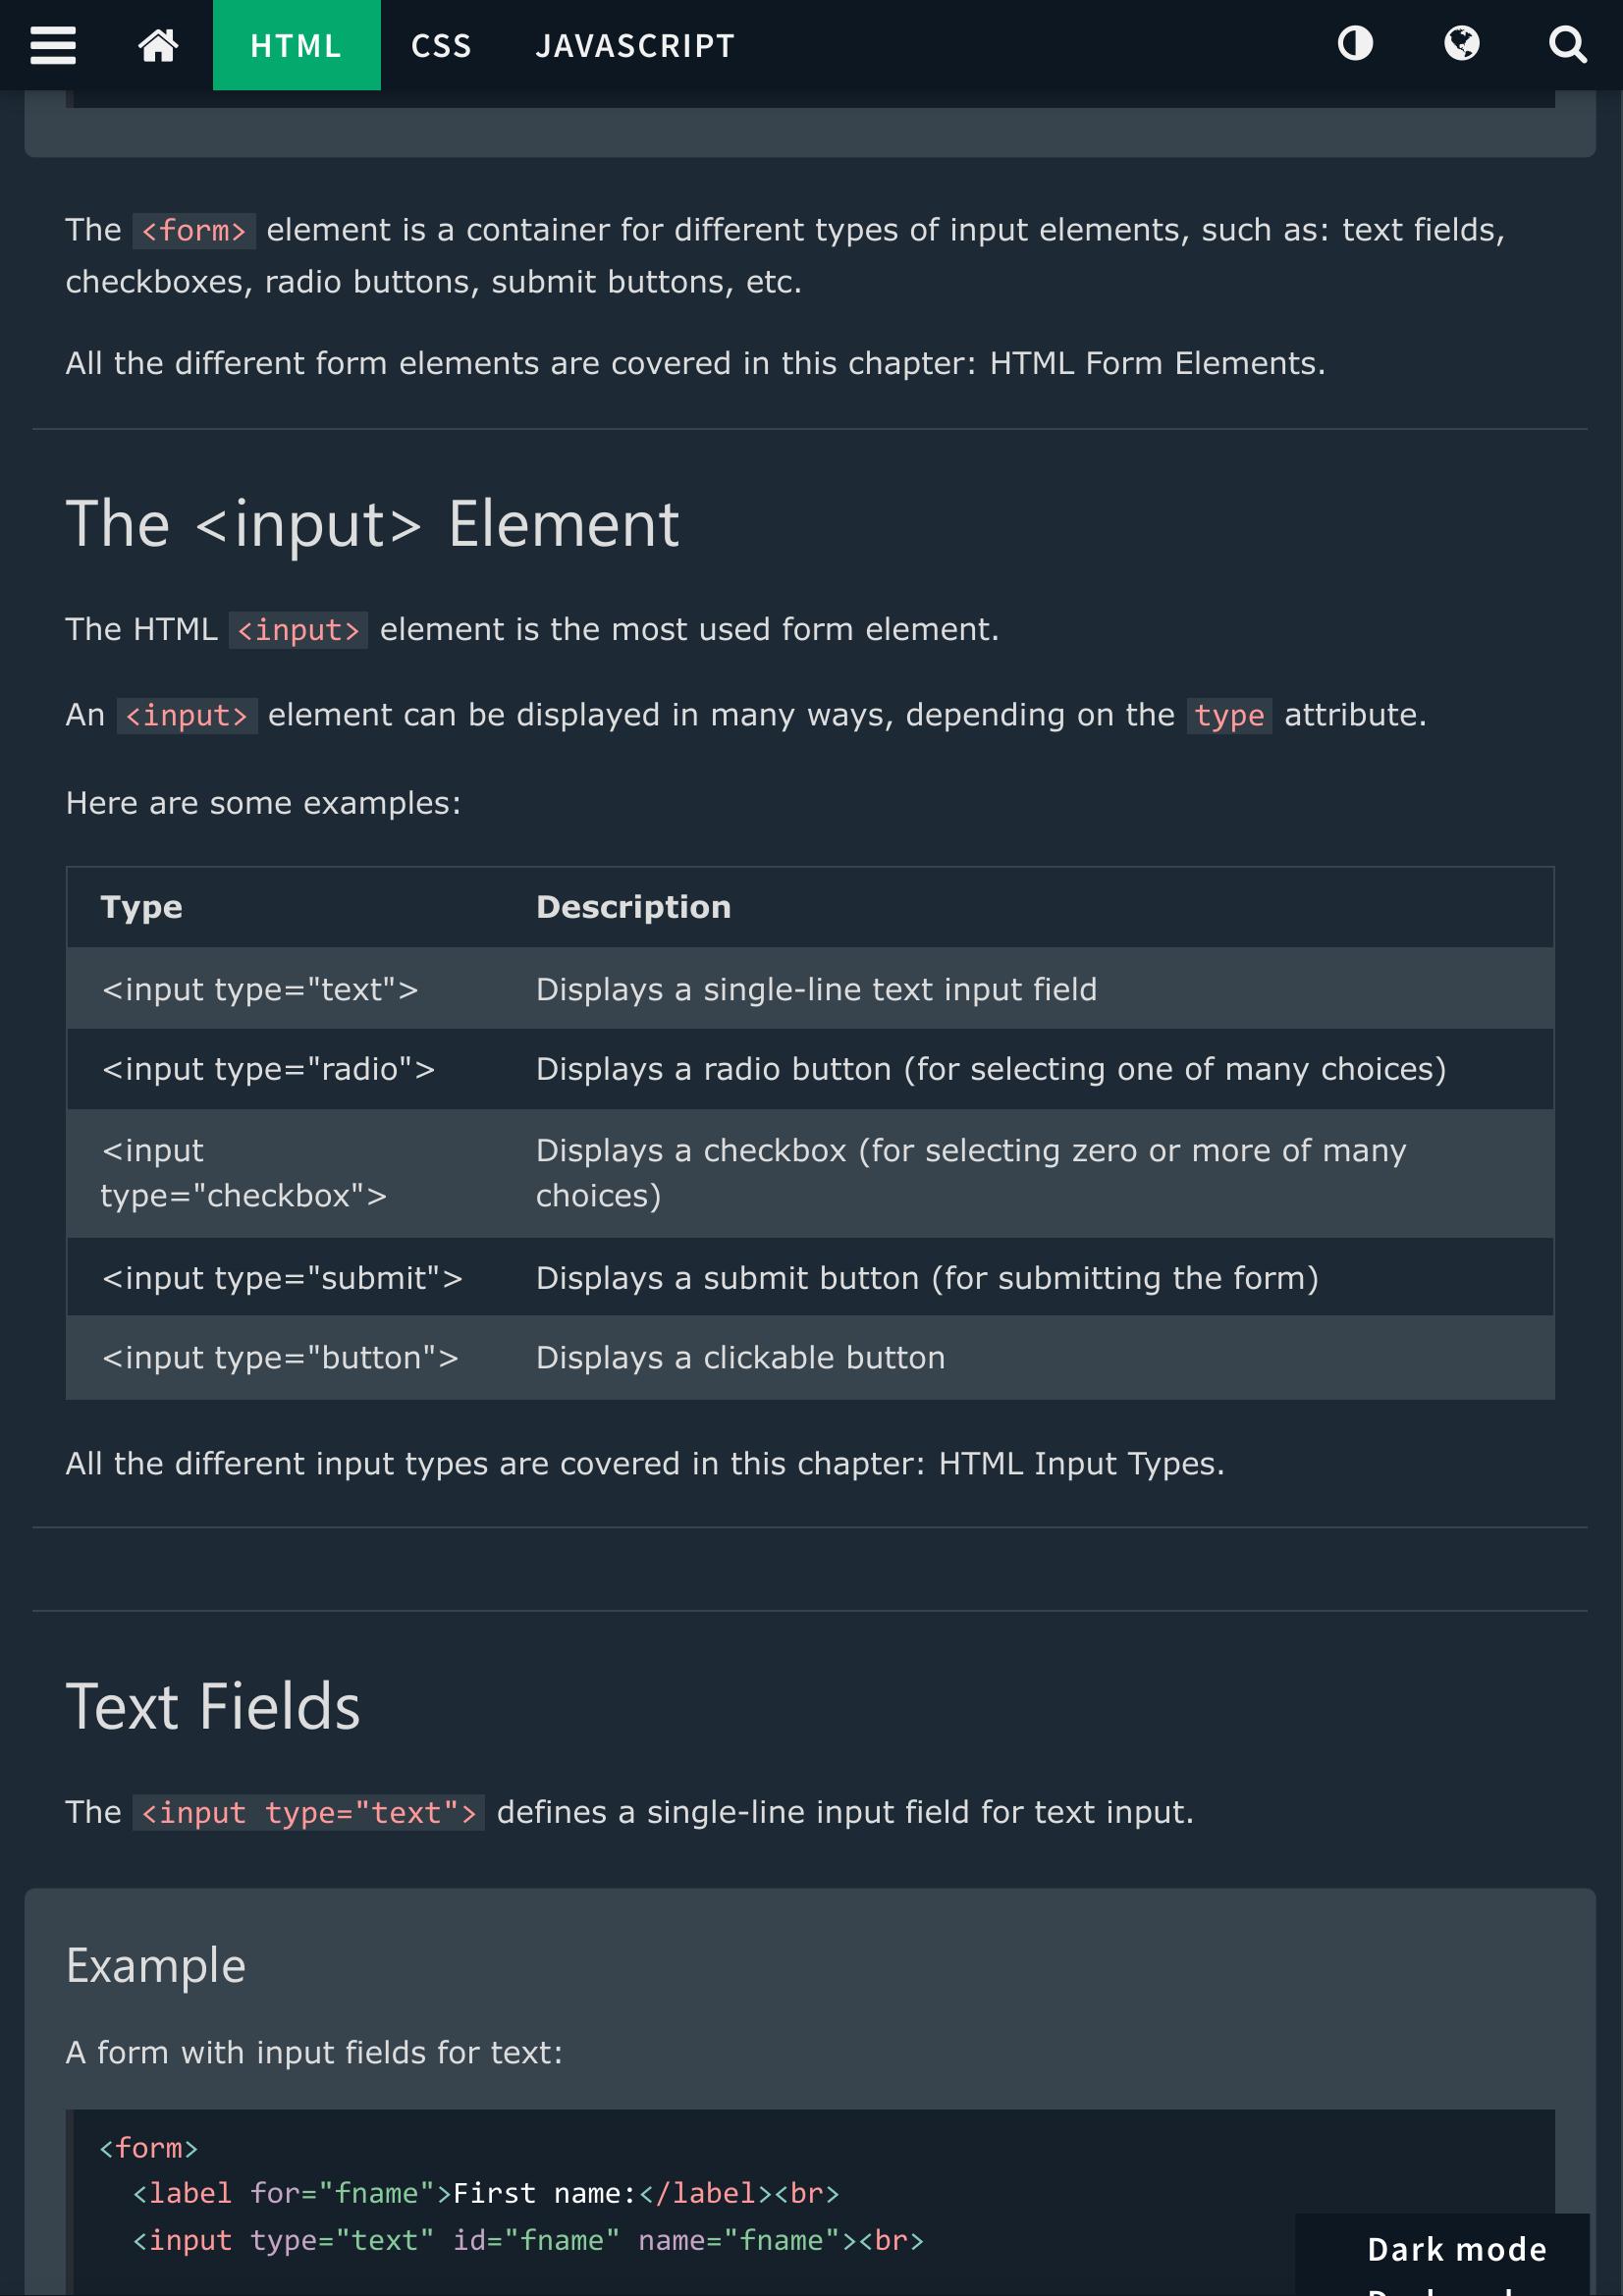 HTML CSS JAVASCRIPT
The <form> element is a container for different types of input elements, such as: text fields,
checkboxes, radio buttons, submit buttons, etc.
All the different form elements are covered in this chapter: HTML Form Elements.
The <input> Element
The HTML <input> element is the most used form element.
An <input> element can be displayed in many ways, depending on the type attribute.
Here are some examples:
Type Description
<input type="text"> Displays a single-line text input field
<input type="radio"> Displays a radio button (for selecting one of many choices)
<input Displays a checkbox (for selecting zero or more of many
type="checkbox"> choices)
<input type="submit"> Displays a submit button (for submitting the form)
<input type="button"> Displays a clickable button
All the different input types are covered in this chapter: HTML Input Types.
Text Fields
The <input type="text"> defines a single-line input field for text input.
Example
A form with input fields for text:
<form>
  <label for="fname">First name:</label><br>
  <input type="text" id="fname" name="fname"><br>
Dark mode